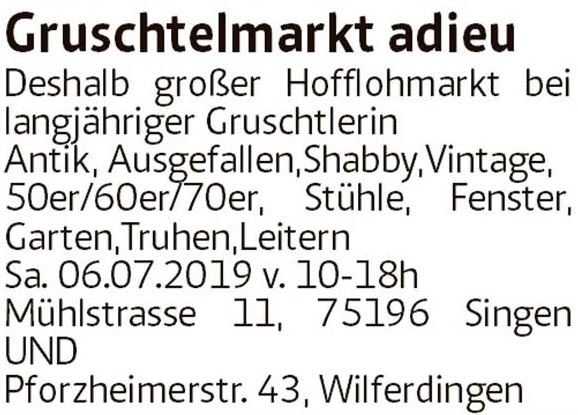 Gruschtelmarkt adieu
Deshalb großer Hofflohmarkt bei
langjähriger Gruschtlerin
Antik, Ausgefallen,Shabby,Vintage,
50er/60er/70er, Stühle, Fenster,
Garten,Truhen,Leitern
Sa. 06.07.2019 v. 10-18h
Mühlstrasse 11, 75196 Singen
UND
Pforzheimerstr. 43, Wilferdingen